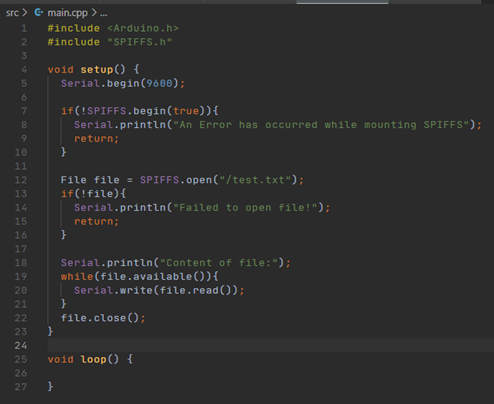 src > main.cpp > ...
1 #include <Arduino.h>
2 #include "SPIFFS.h"
3
4 void setup() {
5   Serial.begin(9600);
6
7   if(!SPIFFS.begin(true)){
8     Serial.println("An Error has occurred while mounting SPIFFS");
9     return;
10   }
11
12   File file = SPIFFS.open("/test.txt");
13   if(!file){
14     Serial.println("Failed to open file!");
15     return;
16   }
17
18   Serial.println("Content of file:");
19   while(file.available()){
20     Serial.write(file.read());
21   }
22   file.close();
23 }
24
25 void loop() {
26
27 }